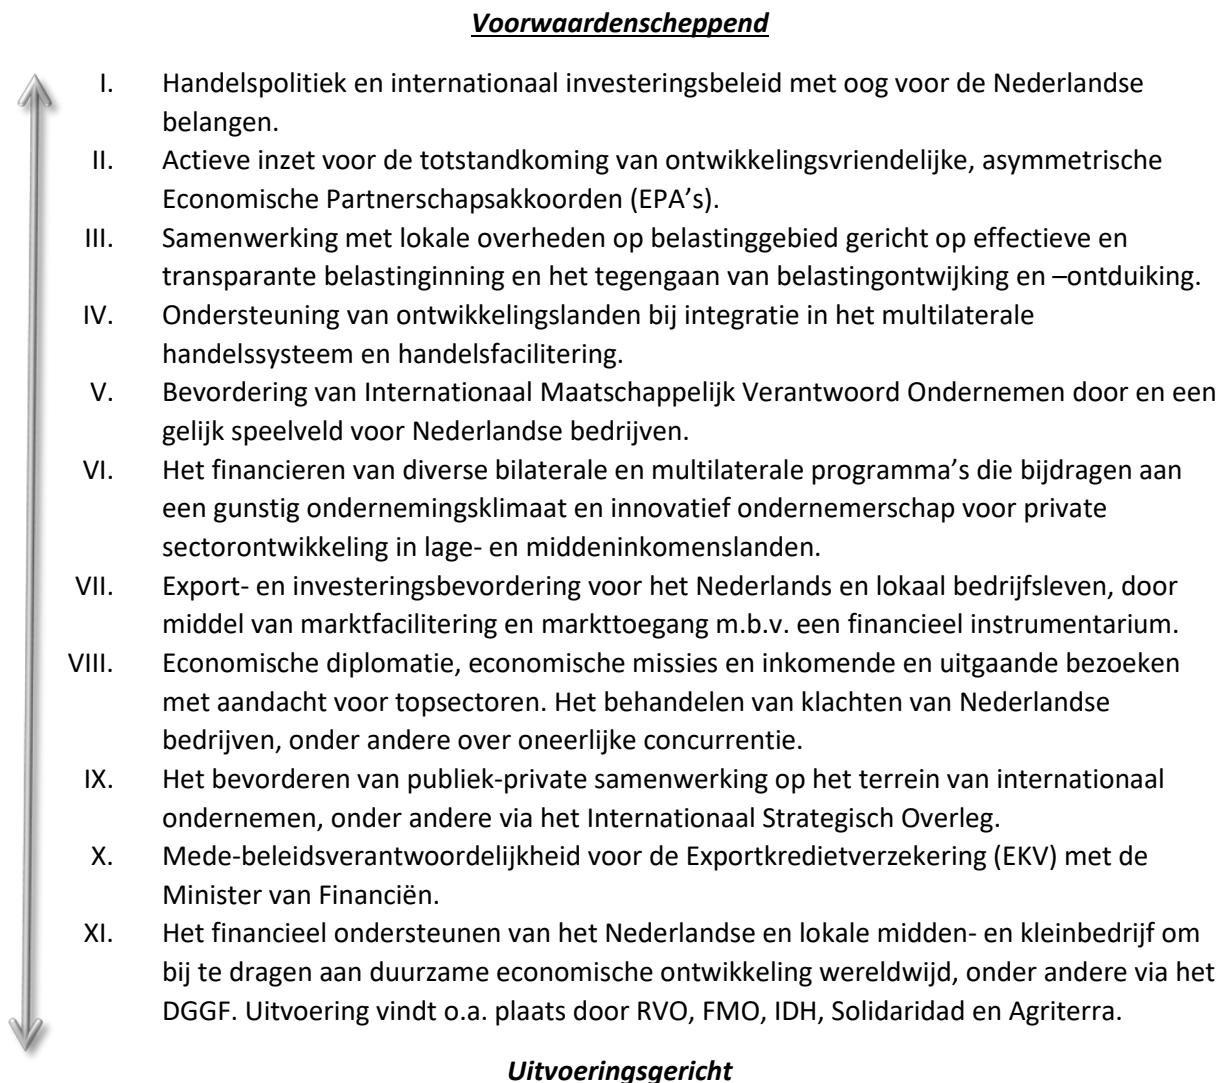 Voorwaardenscheppend
I. Handelspolitiek en internationaal investeringsbeleid met oog voor de Nederlandse
belangen.
II. Actieve inzet voor de totstandkoming van ontwikkelingsvriendelijke, asymmetrische
Economische Partnerschapsakkoorden (EPA’s).
III. Samenwerking met lokale overheden op belastinggebied gericht op effectieve en
transparante belastinginning en het tegengaan van belastingontwijking en –ontduiking.
IV. Ondersteuning van ontwikkelingslanden bij integratie in het multilaterale
handelssysteem en handelsfacilitering.
V. Bevordering van Internationaal Maatschappelijk Verantwoord Ondernemen door en een
gelijk speelveld voor Nederlandse bedrijven.
VI. Het financieren van diverse bilaterale en multilaterale programma’s die bijdragen aan
een gunstig ondernemingsklimaat en innovatief ondernemerschap voor private
sectorontwikkeling in lage- en middeninkomenslanden.
VII. Export- en investeringsbevordering voor het Nederlands en lokaal bedrijfsleven, door
middel van marktfacilitering en markttoegang m.b.v. een financieel instrumentarium.
VIII. Economische diplomatie, economische missies en inkomende en uitgaande bezoeken
met aandacht voor topsectoren. Het behandelen van klachten van Nederlandse
bedrijven, onder andere over oneerlijke concurrentie.
IX. Het bevorderen van publiek-private samenwerking op het terrein van internationaal
ondernemen, onder andere via het Internationaal Strategisch Overleg.
X. Mede-beleidsverantwoordelijkheid voor de Exportkredietverzekering (EKV) met de
Minister van Financiën.
XI. Het financieel ondersteunen van het Nederlandse en lokale midden- en kleinbedrijf om
bij te dragen aan duurzame economische ontwikkeling wereldwijd, onder andere via het
DGGF. Uitvoering vindt o.a. plaats door RVO, FMO, IDH, Solidaridad en Agriterra.
Uitvoeringsgericht